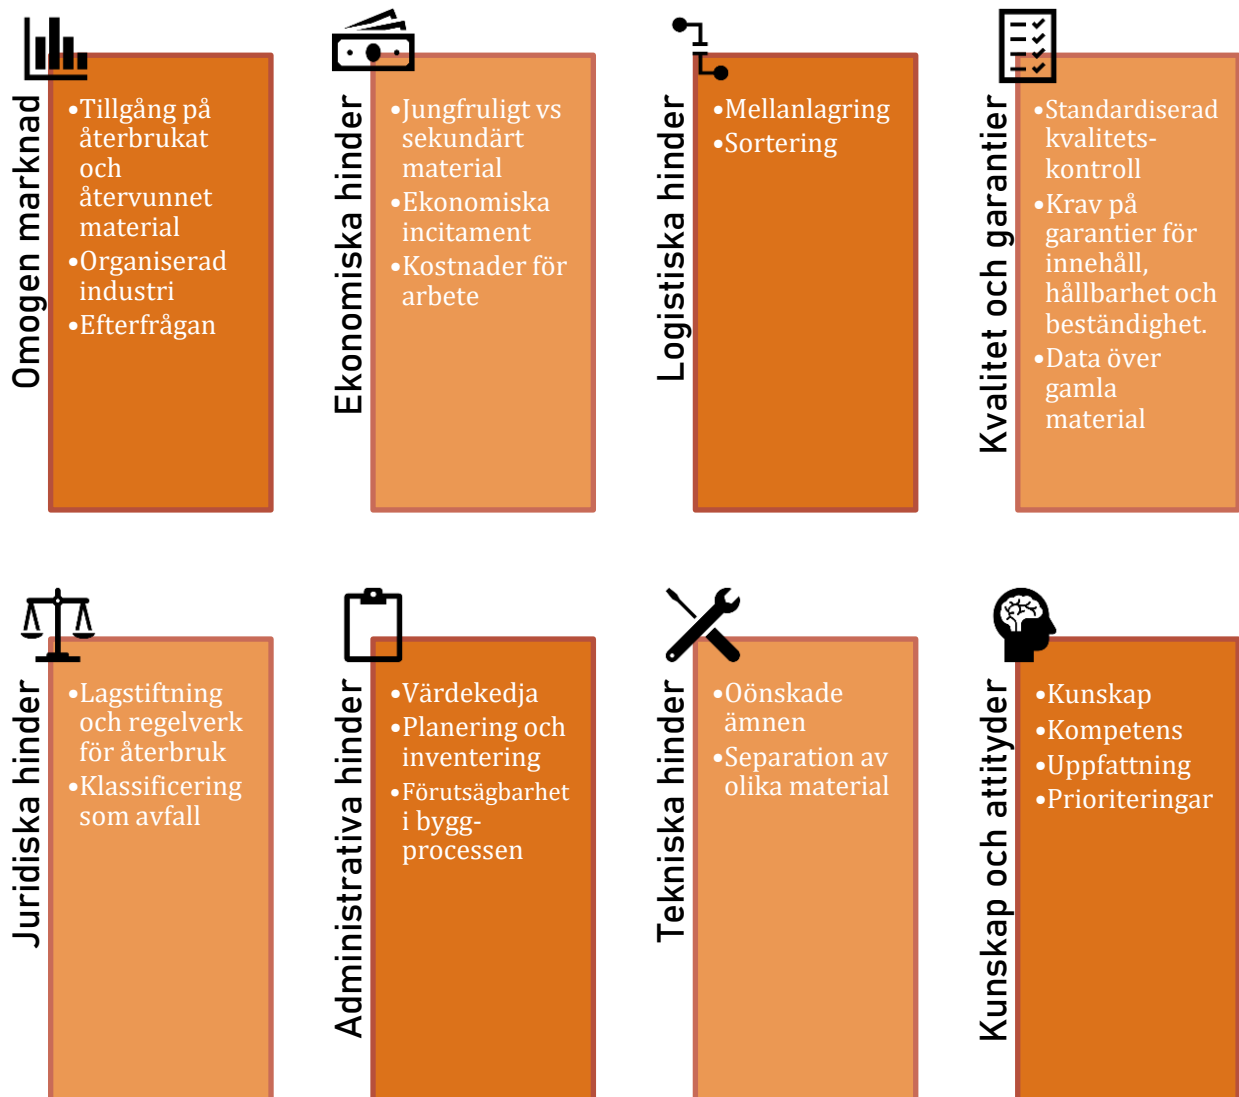 Omogen marknad
•Tillgång på
återbrukat
och
återvunnet
material
•Organiserad
industri
•Efterfrågan
Ekonomiska hinder
•Jungfruligt vs
sekundärt
material
•Ekonomiska
incitament
•Kostnader för
arbete
Logistiska hinder
•Mellanlagring
•Sortering
Kvalitet och garantier
•Standardiserad
kvalitets-
kontroll
•Krav på
garantier för
innehåll,
hållbarhet och
beständighet.
•Data över
gamla
material
Juridiska hinder
•Lagstiftning
och regelverk
för återbruk
•Klassificering
som avfall
Administrativa hinder
•Värdekedja
•Planering och
inventering
•Förutsägbarhet
i bygg-
processen
Tekniska hinder
•Oönskade
ämnen
•Separation av
olika material
Kunskap och attityder
•Kunskap
•Kompetens
•Uppfattning
•Prioriteringar